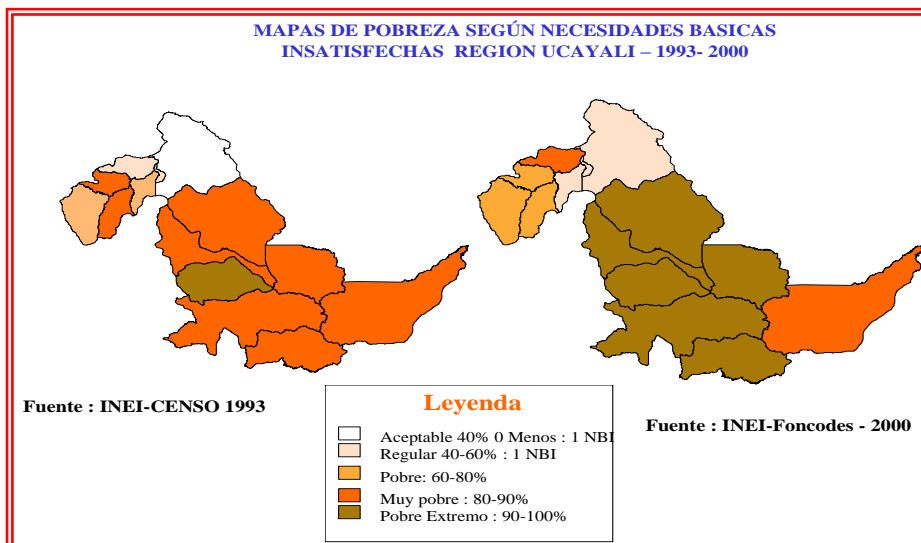 MAPAS DE POBREZA SEGÚN NECESIDADES BASICAS
INSATISFECHAS REGION UCAYALI – 1993- 2000
Fuente : INEI-CENSO 1993
Fuente : INEI-Foncodes - 2000
Leyenda
Aceptable 40% 0 Menos : 1 NBI
Regular 40-60% : 1 NBI
Pobre: 60-80%
Muy pobre : 80-90%
Pobre Extremo : 90-100%